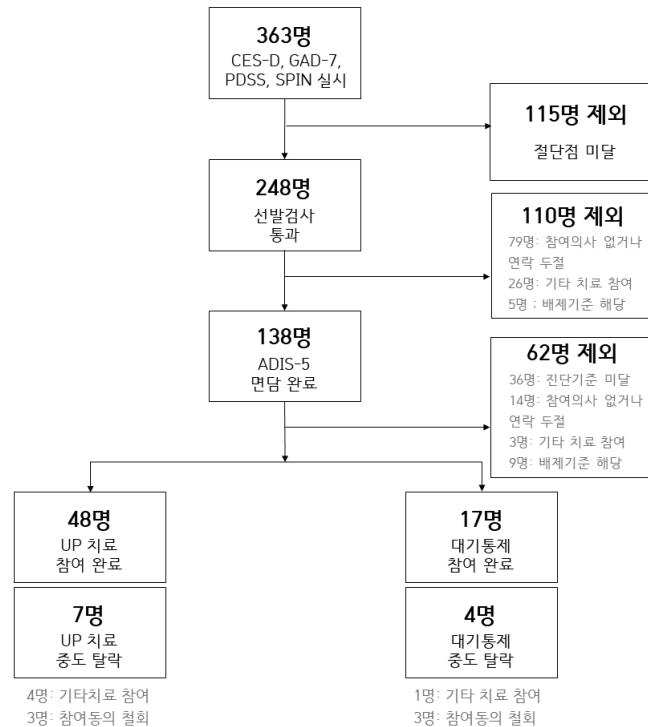 363명
CES-D, GAD-7,
PDSS, SPIN 실시
115명 제외
절단점 미달
248명
선발검사
통과
110명 제외
79명: 참여의사 없거나
연락 두절
26명: 기타 치료 참여
5명 ; 배제기준 해당
138명
ADIS-5
면담 완료
62명 제외
36명: 진단기준 미달
14명: 참여의사 없거나
연락 두절
3명: 기타 치료 참여
9명: 배제기준 해당
48명
UP 치료
참여 완료
17명
대기통제
참여 완료
7명
UP 치료
중도 탈락
4명
대기통제
중도 탈락
4명: 기타치료 참여
3명: 참여동의 철회
1명: 기타 치료 참여
3명: 참여동의 철회